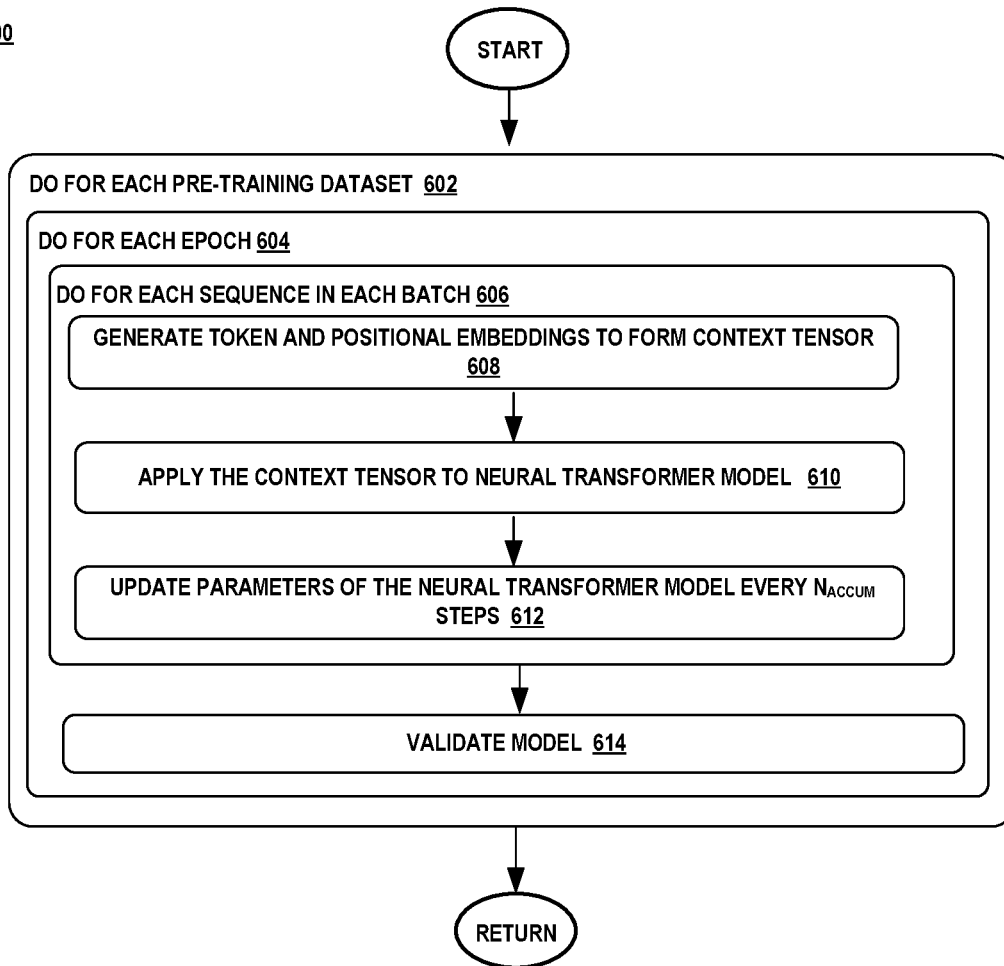 00
START
DO FOR EACH PRE-TRAINING DATASET 602
DO FOR EACH EPOCH 604
DO FOR EACH SEQUENCE IN EACH BATCH 606
GENERATE TOKEN AND POSITIONAL EMBEDDINGS TO FORM CONTEXT TENSOR
608
APPLY THE CONTEXT TENSOR TO NEURAL TRANSFORMER MODEL 610
UPDATE PARAMETERS OF THE NEURAL TRANSFORMER MODEL EVERY NACCUM
STEPS 612
VALIDATE MODEL 614
RETURN